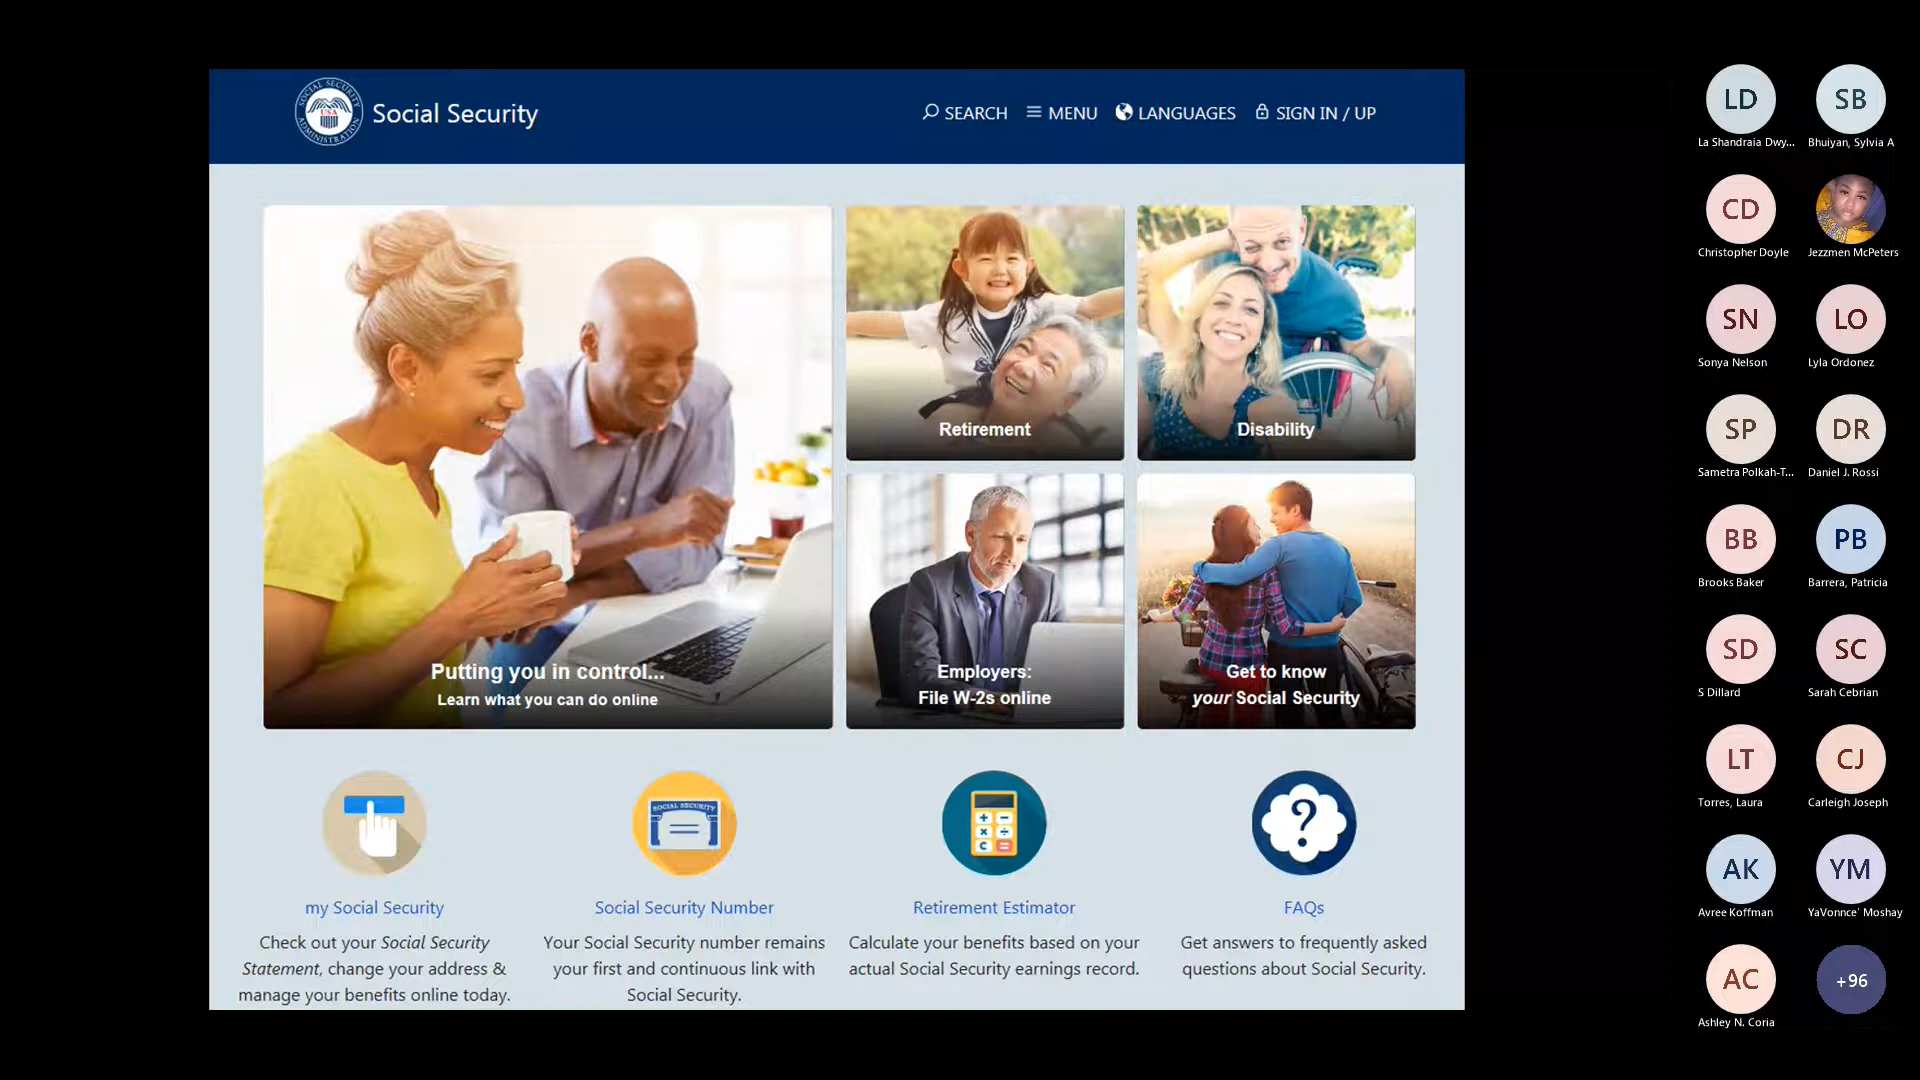 SOCIAL SECURITY ADMINISTRATION
USA
Social Security
SEARCH
MENU
LANGUAGES
SIGN IN / UP
Putting you in control...
Learn what you can do online
Retirement
Disability
Employers:
File W-2s online
Get to know
your Social Security
my Social Security
Check out your Social Security
Statement, change your address &
manage your benefits online today.
SOCIAL SECURITY
Social Security Number
Your Social Security number remains
your first and continuous link with
Social Security.
+ −
× ÷
C =
Retirement Estimator
Calculate your benefits based on your
actual Social Security earnings record.
?
FAQs
Get answers to frequently asked
questions about Social Security.
LD
La Shandraia Dwy...
SB
Bhuiyan, Sylvia A
CD
Christopher Doyle
Jezzmen McPeters
SN
Sonya Nelson
LO
Lyla Ordonez
SP
Sametra Polkah-T...
DR
Daniel J. Rossi
BB
Brooks Baker
PB
Barrera, Patricia
SD
S Dillard
SC
Sarah Cebrian
LT
Torres, Laura
CJ
Carleigh Joseph
AK
Avree Koffman
YM
YaVonnce' Moshay
AC
Ashley N. Coria
+96